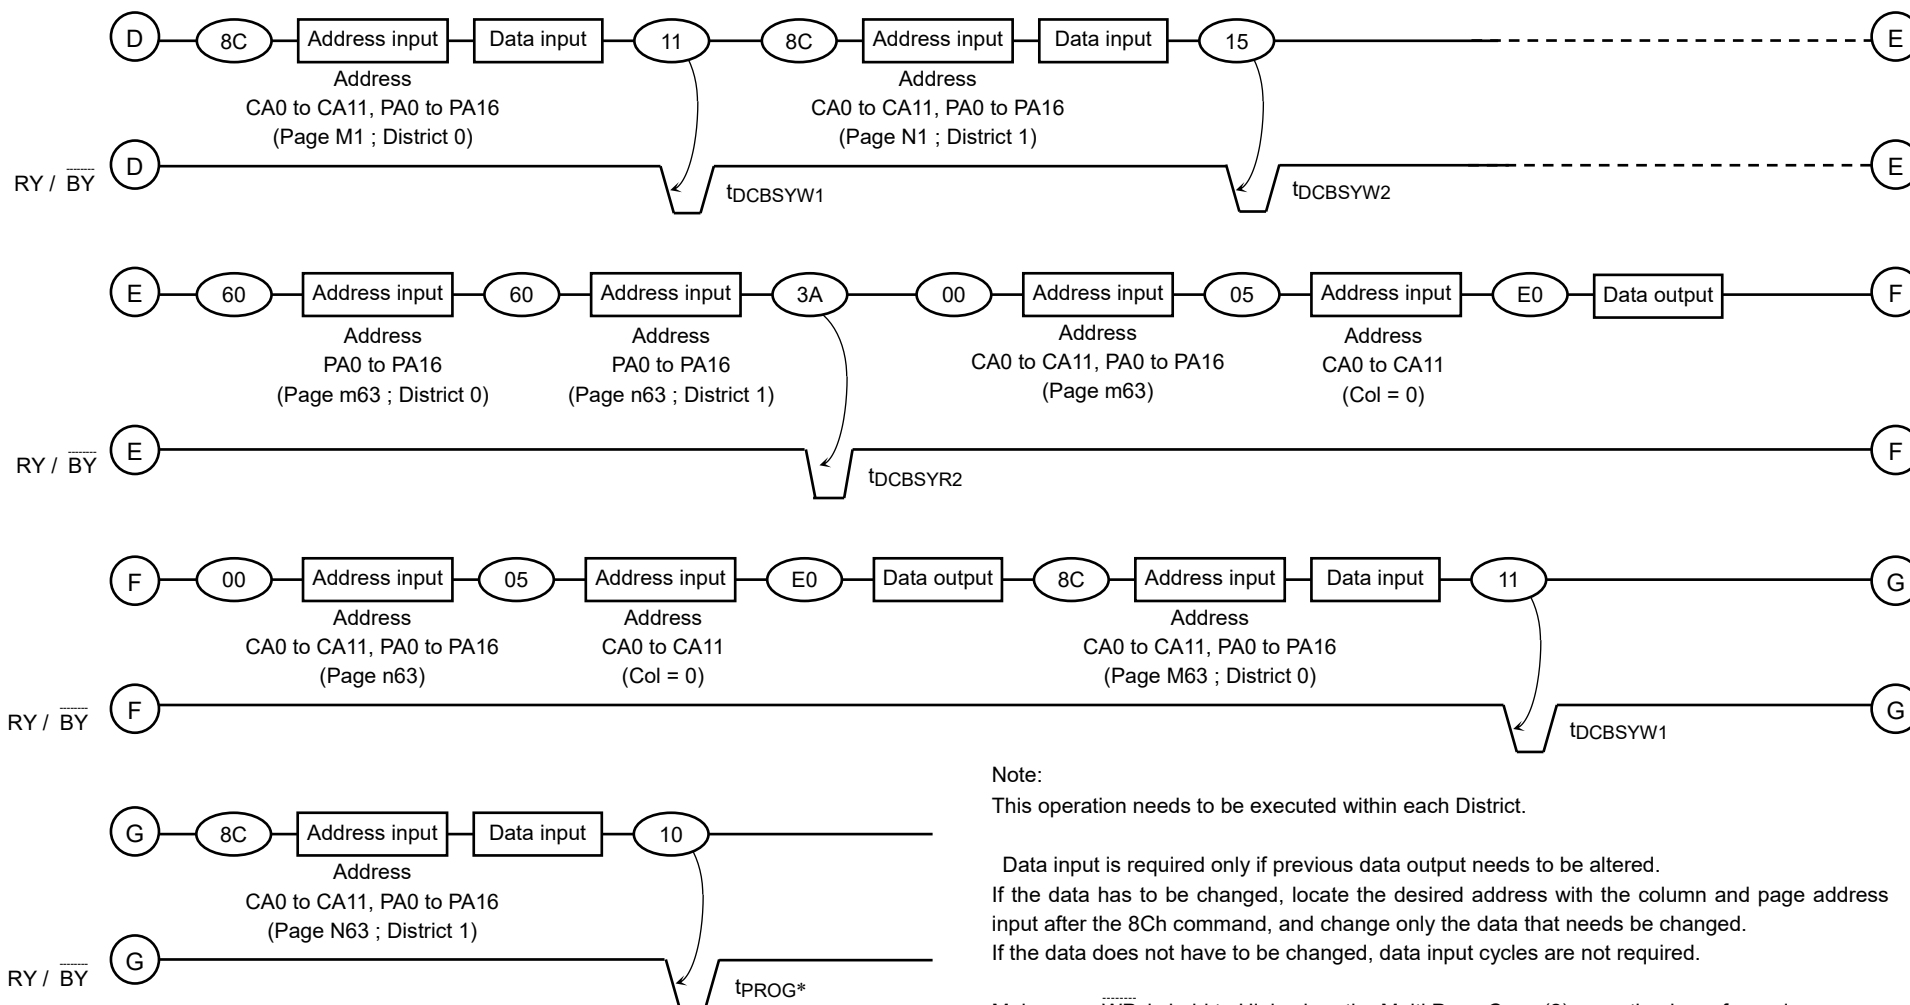 D 8C Address input Data input 11 8C Address input Data input 15 E
Address Address
CA0 to CA11, PA0 to PA16 CA0 to CA11, PA0 to PA16
(Page M1 ; District 0) (Page N1 ; District 1)
RY / BY D tDCBSYW1 tDCBSYW2 E
E 60 Address input 60 Address input 3A 00 Address input 05 Address input E0 Data output F
Address Address Address Address
PA0 to PA16 PA0 to PA16 CA0 to CA11, PA0 to PA16 CA0 to CA11
(Page m63 ; District 0) (Page n63 ; District 1) (Page m63) (Col = 0)
RY / BY E tDCBSYR2 F
F 00 Address input 05 Address input E0 Data output 8C Address input Data input 11 G
Address Address Address
CA0 to CA11, PA0 to PA16 CA0 to CA11 CA0 to CA11, PA0 to PA16
(Page n63) (Col = 0) (Page M63 ; District 0)
RY / BY F tDCBSYW1 G
G 8C Address input Data input 10
Address
CA0 to CA11, PA0 to PA16
(Page N63 ; District 1)
RY / BY G tPROG*
Note:
This operation needs to be executed within each District.
Data input is required only if previous data output needs to be altered.
If the data has to be changed, locate the desired address with the column and page address
input after the 8Ch command, and change only the data that needs be changed.
If the data does not have to be changed, data input cycles are not required.